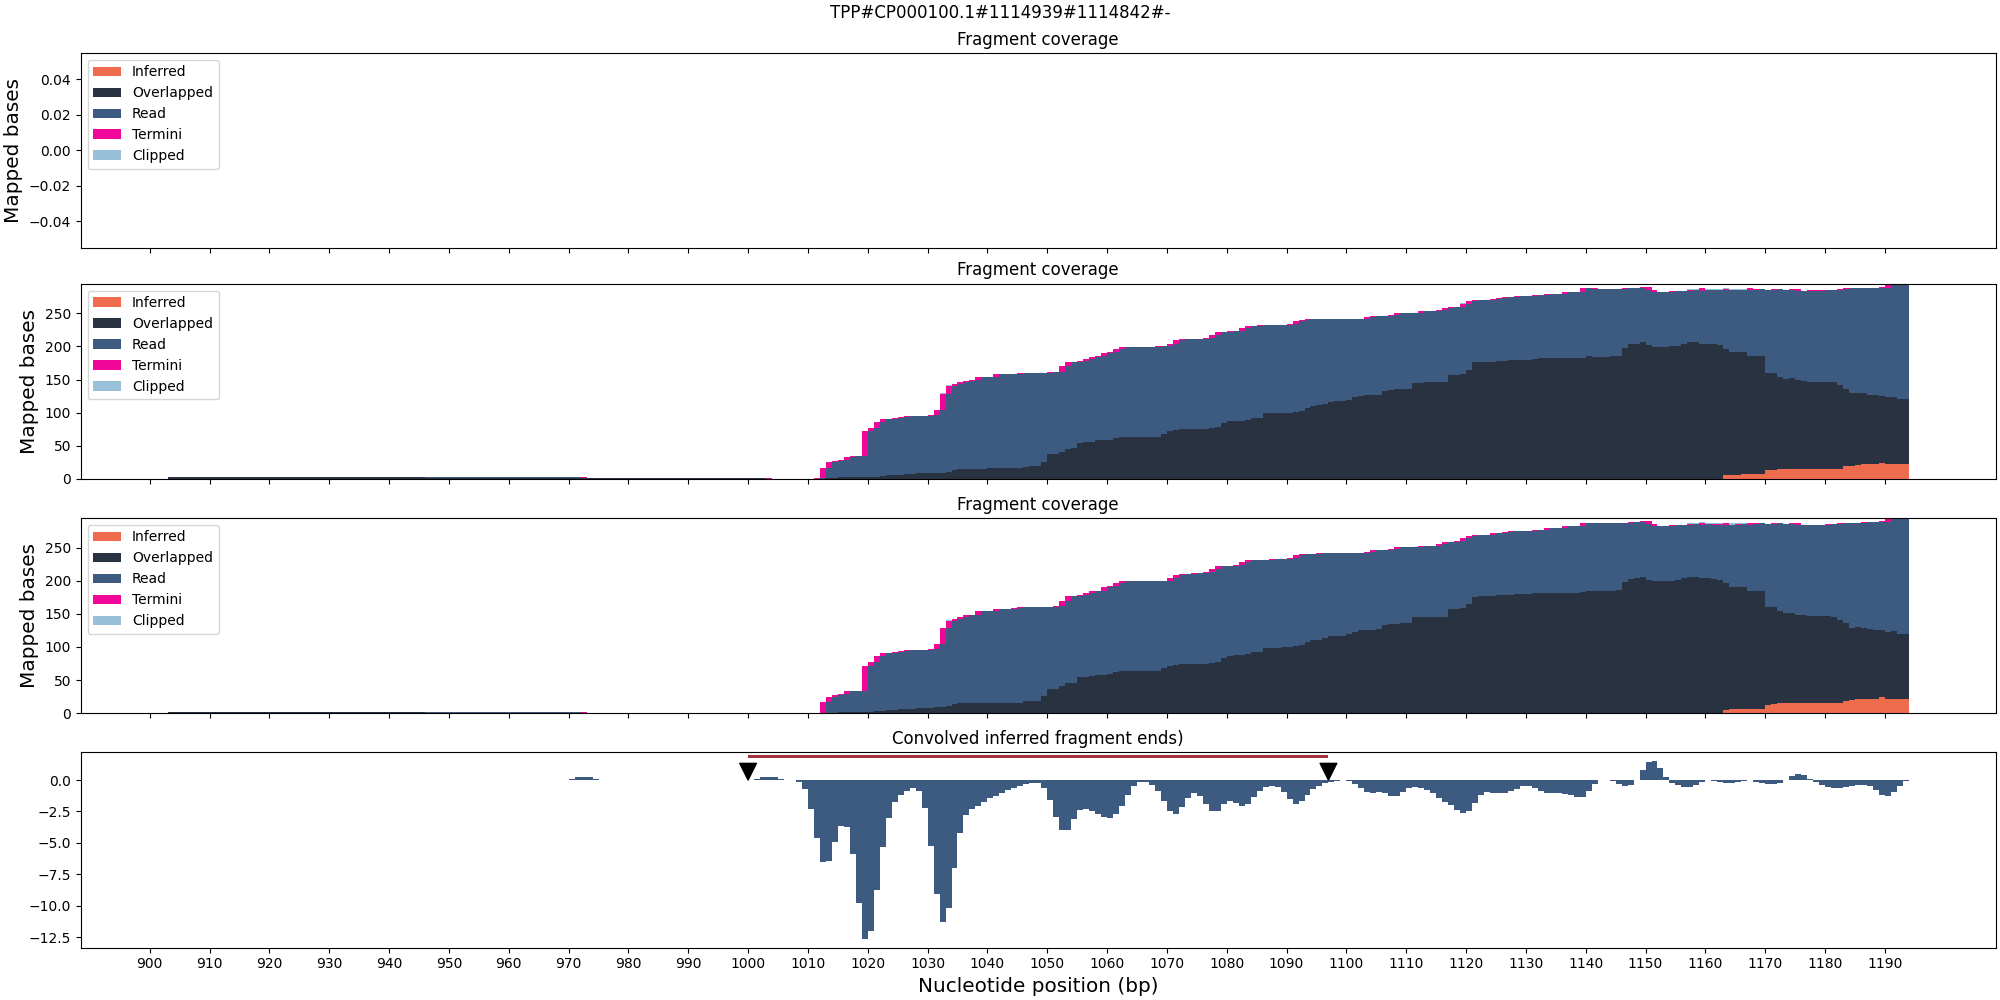 TPP#CP000100.1#1114939#1114842#-
Fragment coverage
Mapped bases
0.04
0.02
0.00
−0.02
−0.04
Inferred
Overlapped
Read
Termini
Clipped
Fragment coverage
Mapped bases
250
200
150
100
50
0
Inferred
Overlapped
Read
Termini
Clipped
Fragment coverage
Mapped bases
250
200
150
100
50
0
Inferred
Overlapped
Read
Termini
Clipped
Convolved inferred fragment ends)
0.0
−2.5
−5.0
−7.5
−10.0
−12.5
900 910 920 930 940 950 960 970 980 990 1000 1010 1020 1030 1040 1050 1060 1070 1080 1090 1100 1110 1120 1130 1140 1150 1160 1170 1180 1190
Nucleotide position (bp)